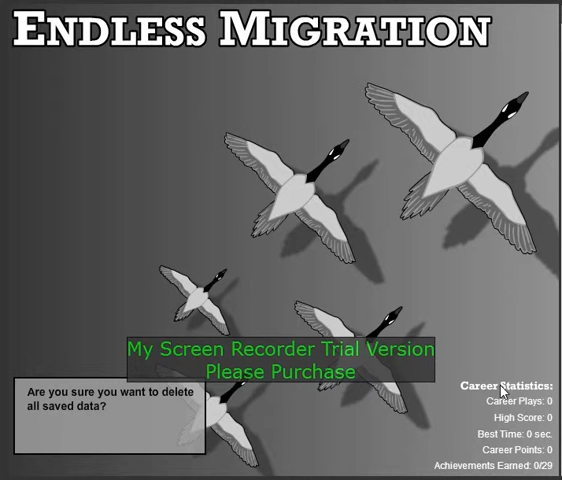 ENDLESS MIGRATION
My Screen Recorder Trial Version
Please Purchase
Are you sure you want to delete
all saved data?
Career Statistics:
Career Plays: 0
High Score: 0
Best Time: 0 sec.
Career Points: 0
Achievements Earned: 0/29